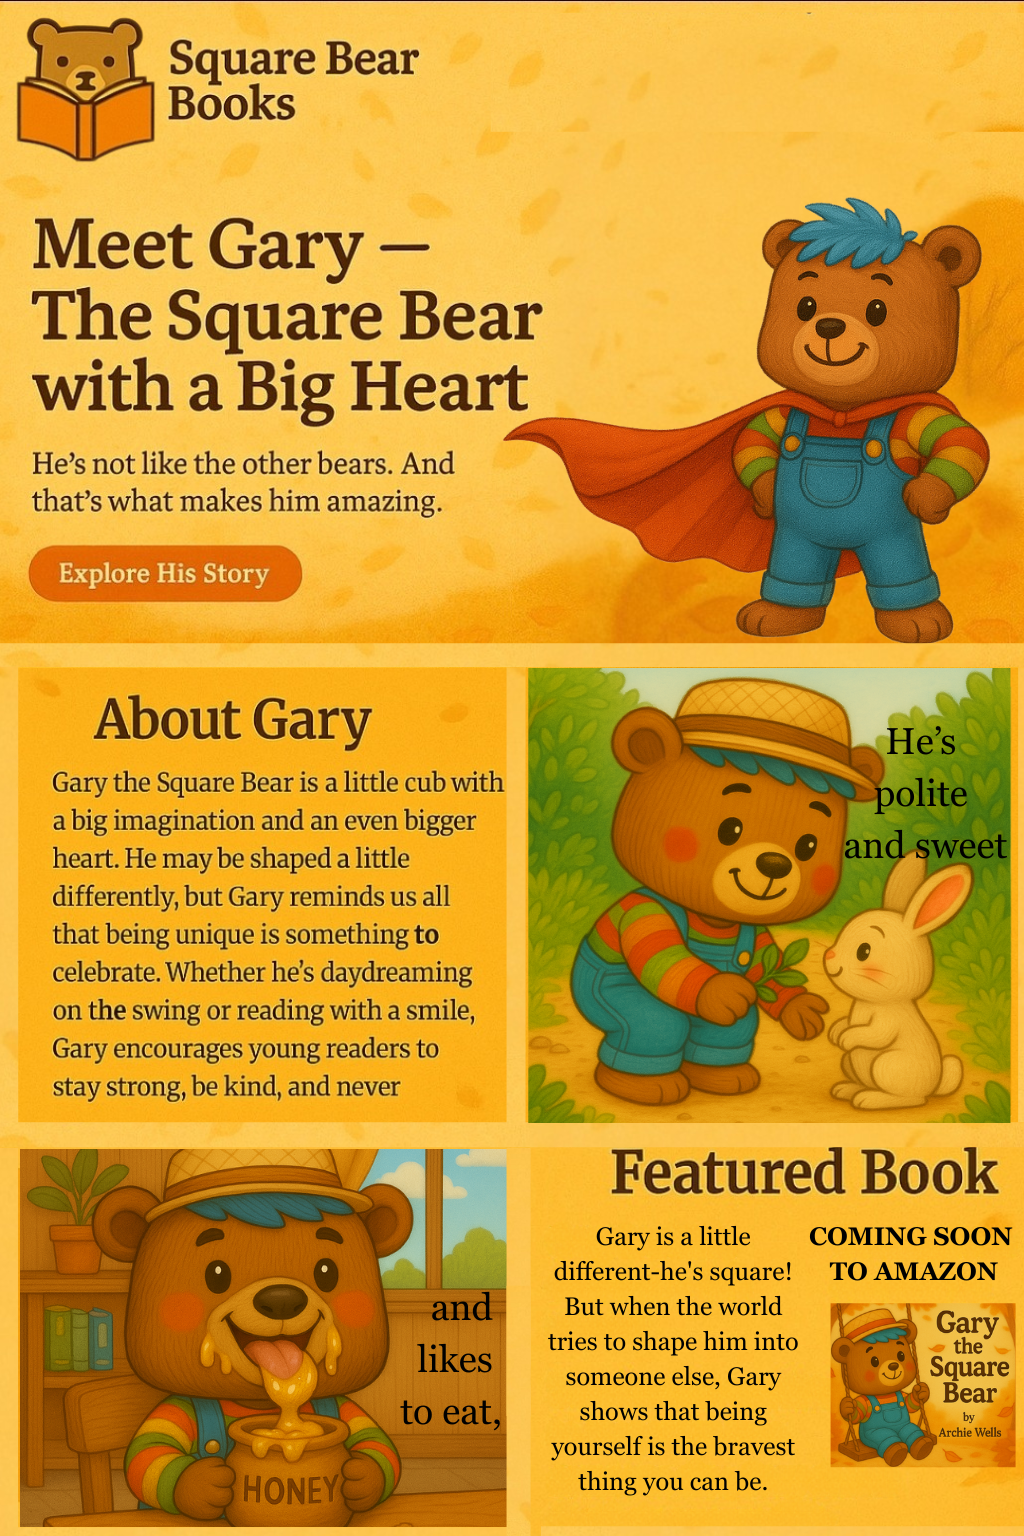 Square Bear
Books
Meet Gary —
The Square Bear
with a Big Heart
He's not like the other bears. And
that's what makes him amazing.
Explore His Story
About Gary
Gary the Square Bear is a little cub with
a big imagination and an even bigger
heart. He may be shaped a little
differently, but Gary reminds us all
that being unique is something to
celebrate. Whether he's daydreaming
on the swing or reading with a smile,
Gary encourages young readers to
stay strong, be kind, and never
He's
polite
and sweet
and
likes
to eat,
HONEY
Featured Book
Gary is a little
different-he's square!
But when the world
tries to shape him into
someone else, Gary
shows that being
yourself is the bravest
thing you can be.
COMING SOON
TO AMAZON
Gary
the
Square
Bear
by
Archie Wells